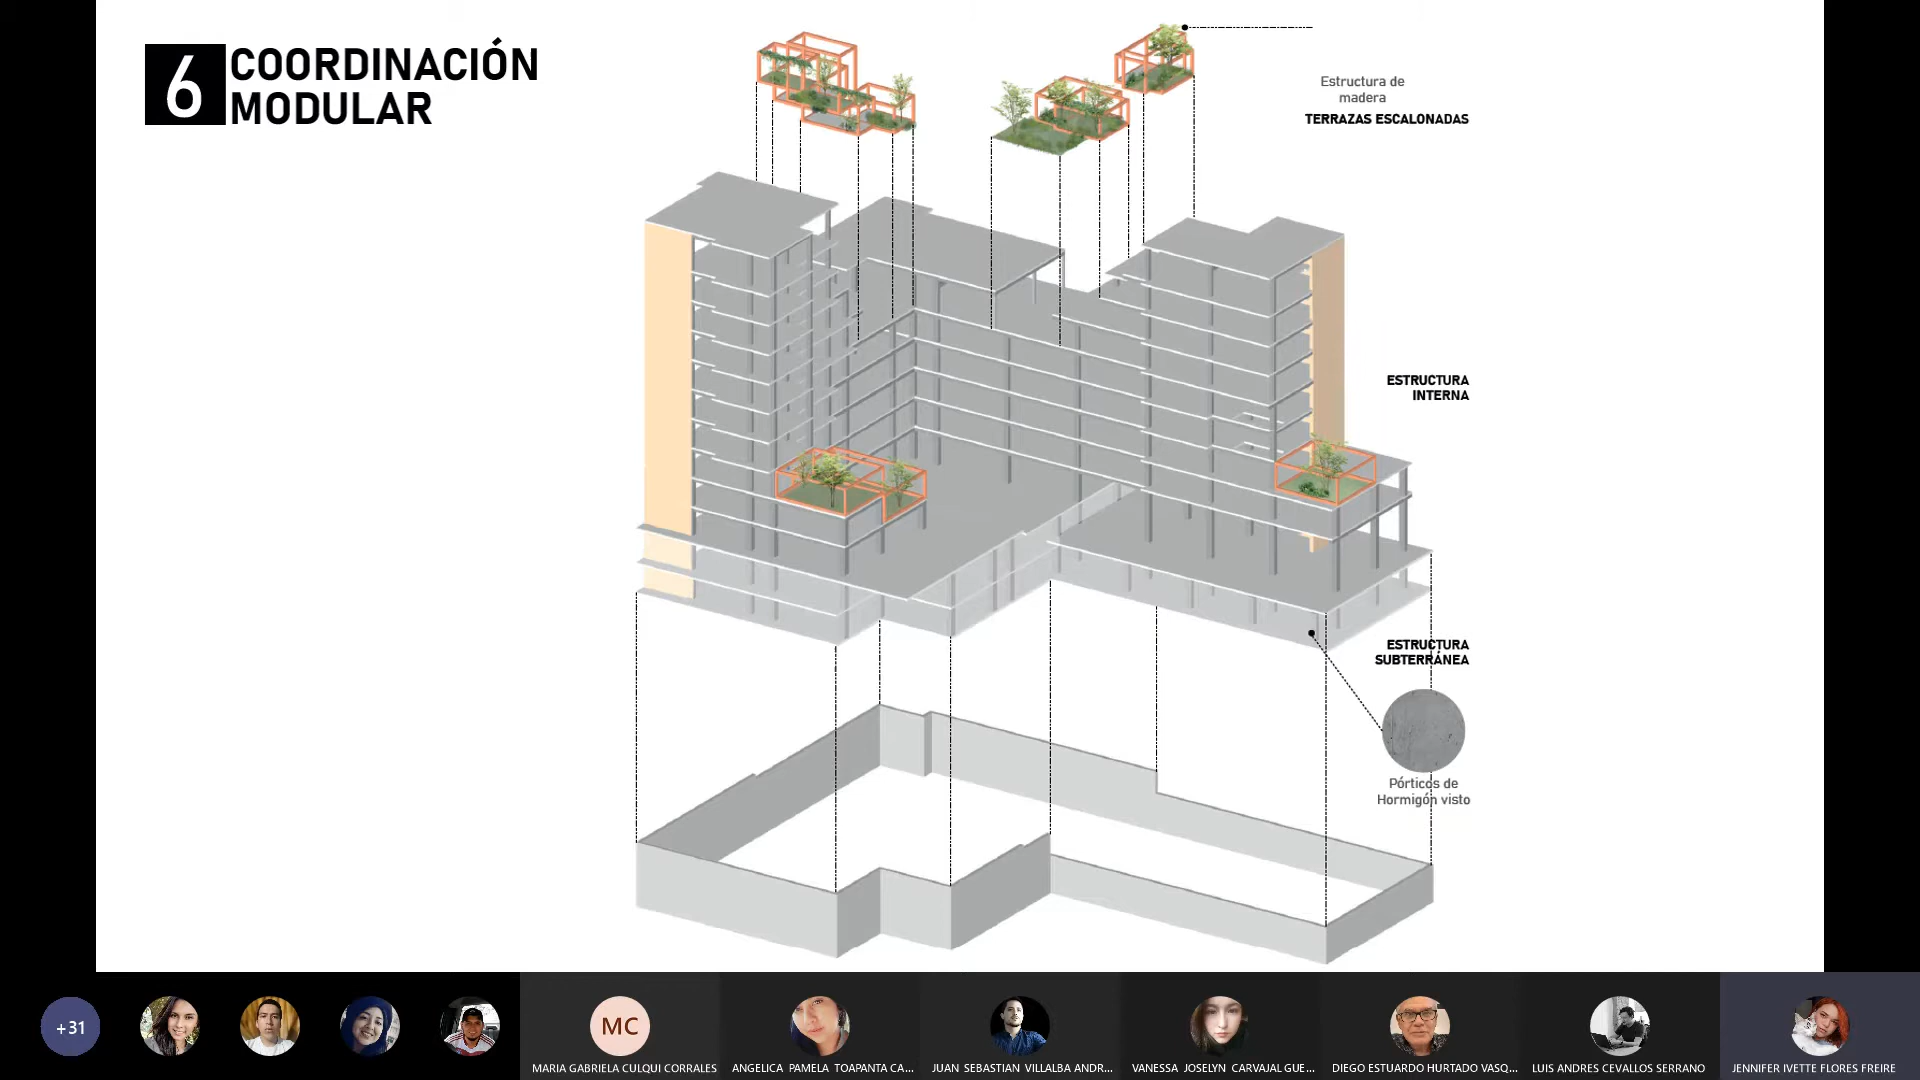 6
COORDINACIÓN
MODULAR
Estructura de
madera
TERRAZAS ESCALONADAS
ESTRUCTURA
INTERNA
ESTRUCTURA
SUBTERRÁNEA
Pórticos de
Hormigón visto
+31
MC
MARIA GABRIELA CULQUI CORRALES
ANGELICA PAMELA TOAPANTA CA...
JUAN SEBASTIAN VILLALBA ANDR...
VANESSA JOSELYN CARVAJAL GUE...
DIEGO ESTUARDO HURTADO VASQ...
LUIS ANDRES CEVALLOS SERRANO
JENNIFER IVETTE FLORES FREIRE